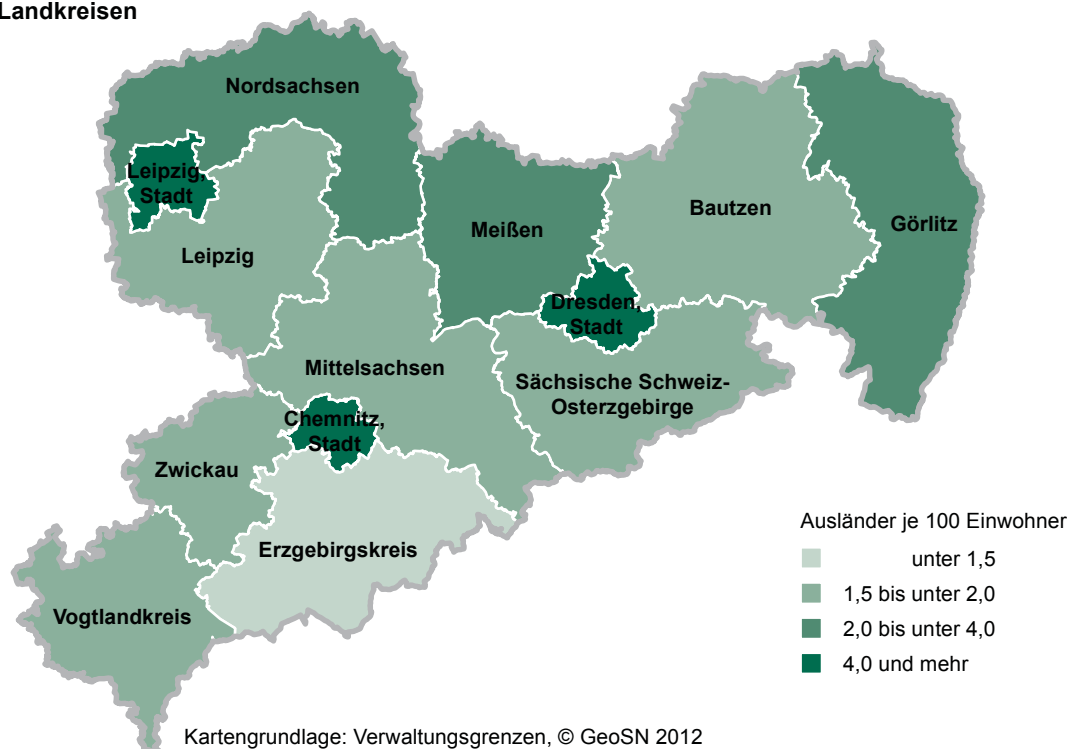 Landkreisen
Nordsachsen
Leipzig,
Stadt
Leipzig
Meißen
Bautzen
Görlitz
Dresden,
Stadt
Mittelsachsen
Sächsische Schweiz-
Osterzgebirge
Chemnitz,
Stadt
Zwickau
Erzgebirgskreis
Vogtlandkreis
Ausländer je 100 Einwohner
unter 1,5
1,5 bis unter 2,0
2,0 bis unter 4,0
4,0 und mehr
Kartengrundlage: Verwaltungsgrenzen, © GeoSN 2012